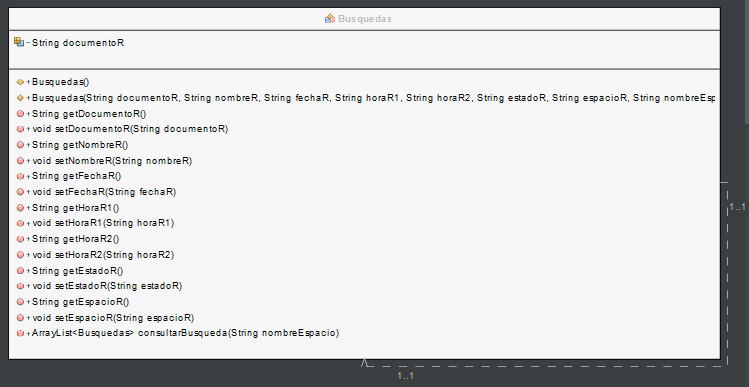 Busquedas
- String documentoR
+ Busquedas()
+ Busquedas(String documentoR, String nombreR, String fechaR, String horaR1, String horaR2, String estadoR, String espacioR, String nombreEsp
+ String getDocumentoR()
+ void setDocumentoR(String documentoR)
+ String getNombreR()
+ void setNombreR(String nombreR)
+ String getFechaR()
+ void setFechaR(String fechaR)
+ String getHoraR1()
+ void setHoraR1(String horaR1)
+ String getHoraR2()
+ void setHoraR2(String horaR2)
+ String getEstadoR()
+ void setEstadoR(String estadoR)
+ String getEspacioR()
+ void setEspacioR(String espacioR)
+ ArrayList<Busquedas> consultarBusqueda(String nombreEspacio)
1..1
1..1